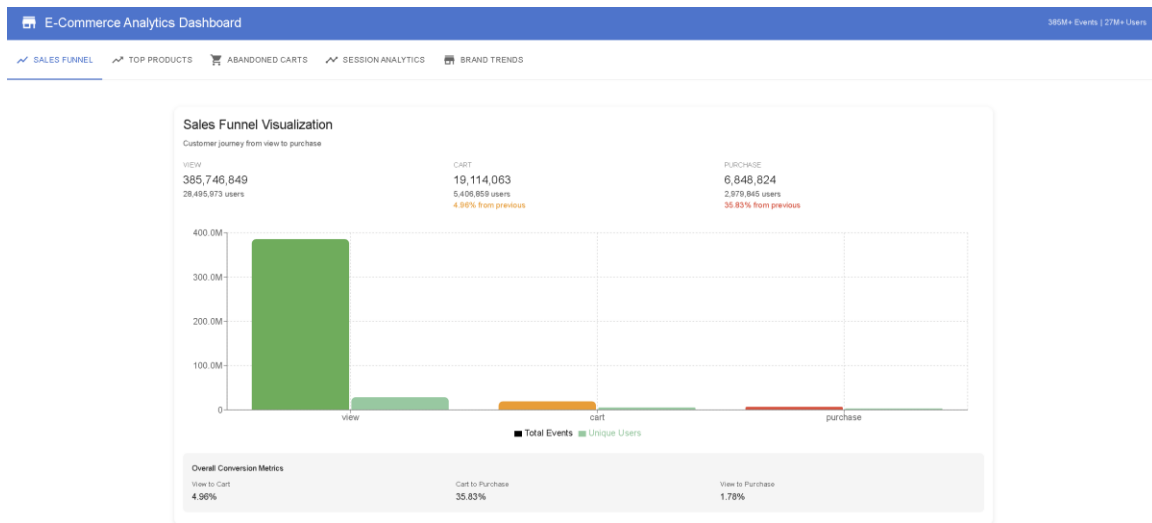 E-Commerce Analytics Dashboard
385M+ Events | 27M+ Users
SALES FUNNEL
TOP PRODUCTS
ABANDONED CARTS
SESSION ANALYTICS
BRAND TRENDS
Sales Funnel Visualization
Customer journey from view to purchase
VIEW
385,746,849
28,495,973 users
CART
19,114,063
5,406,859 users
4.96% from previous
PURCHASE
6,848,824
2,979,845 users
35.83% from previous
400.0M
300.0M
200.0M
100.0M
0
view
cart
purchase
Total Events
Unique Users
Overall Conversion Metrics
View to Cart
4.96%
Cart to Purchase
35.83%
View to Purchase
1.78%